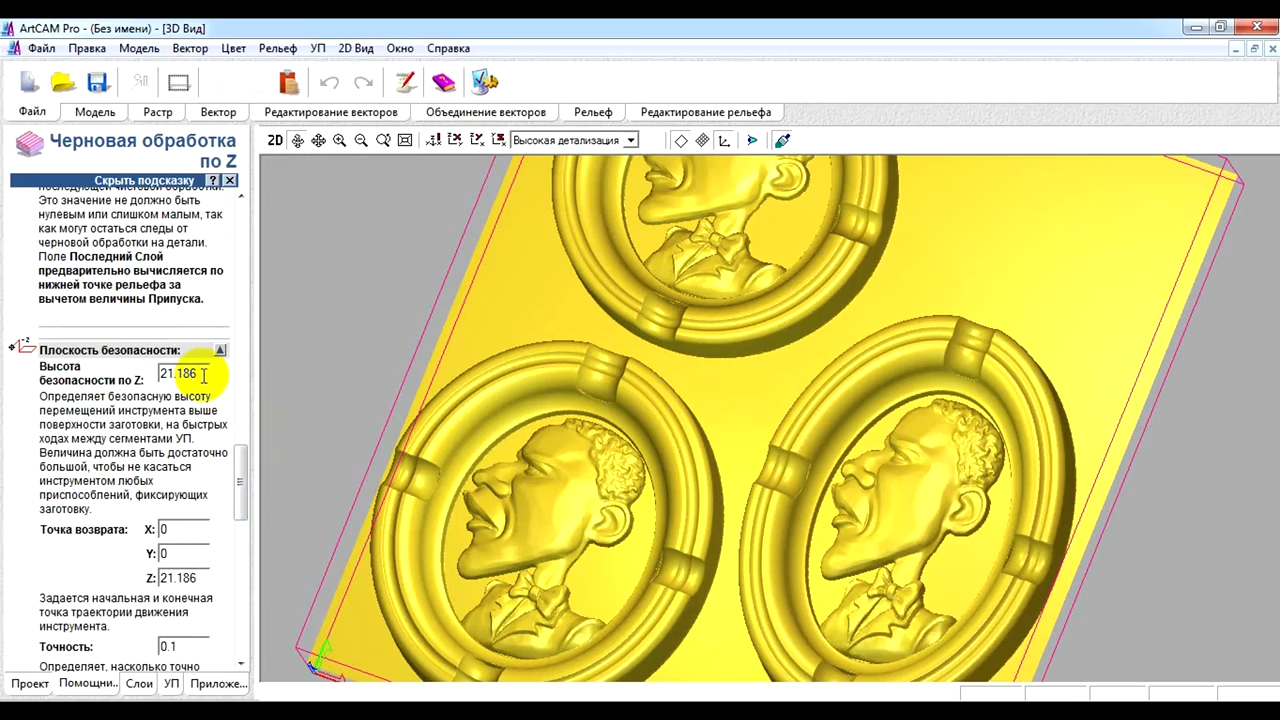 ArtCAM Pro - (Без имени) - [3D Вид]
Файл Правка Модель Вектор Цвет Рельеф УП 2D Вид Окно Справка
Файл Модель Растр Вектор Редактирование векторов Объединение векторов Рельеф Редактирование рельефа
Черновая обработка
по Z
2D Высокая детализация
Скрыть подсказку ? X
последующей чистовой обработки.
Это значение не должно быть
нулевым или слишком малым, так
как могут остаться следы от
черновой обработки на детали.
Поле Последний Слой
предварительно вычисляется по
нижней точке рельефа за
вычетом величины Припуска.
Плоскость безопасности:
Высота
безопасности по Z: 21.186
Определяет безопасную высоту
перемещений инструмента выше
поверхности заготовки, на быстрых
ходах между сегментами УП.
Величина должна быть достаточно
большой, чтобы не касаться
инструментом любых
приспособлений, фиксирующих
заготовку.
Точка возврата: X: 0
Y: 0
Z: 21.186
Задается начальная и конечная
точка траектории движения
инструмента.
Точность: 0.1
Определяет, насколько точно
Проект Помощни... Слои УП Приложе...